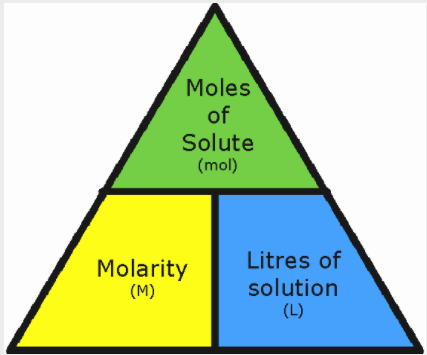 Moles
of
Solute
(mol)
Molarity
(M)
Litres of
solution
(L)